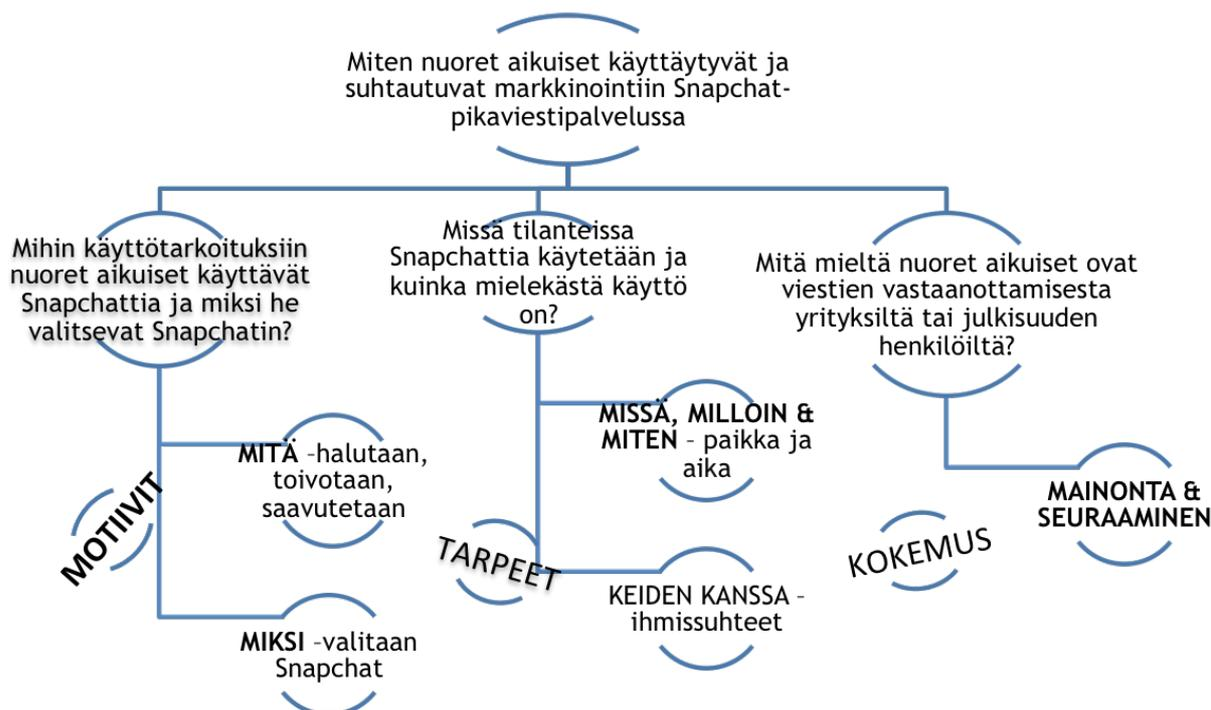 Miten nuoret aikuiset käyttäytyvät ja
suhtautuvat markkinointiin Snapchat-
pikaviestipalvelussa
Mihin käyttötarkoituksiin
nuoret aikuiset käyttävät
Snapchattia ja miksi he
valitsevat Snapchatin?
MOTIIVIT
MITÄ –halutaan,
toivotaan,
saavutetaan
MIKSI –valitaan
Snapchat
Missä tilanteissa
Snapchattia käytetään ja
kuinka mielekästä käyttö
on?
TARPEET
MISSÄ, MILLOIN &
MITEN – paikka ja
aika
KEIDEN KANSSA –
ihmissuhteet
Mitä mieltä nuoret aikuiset ovat
viestien vastaanottamisesta
yrityksiltä tai julkisuuden
henkilöiltä?
KOKEMUS
MAINONTA &
SEURAAMINEN